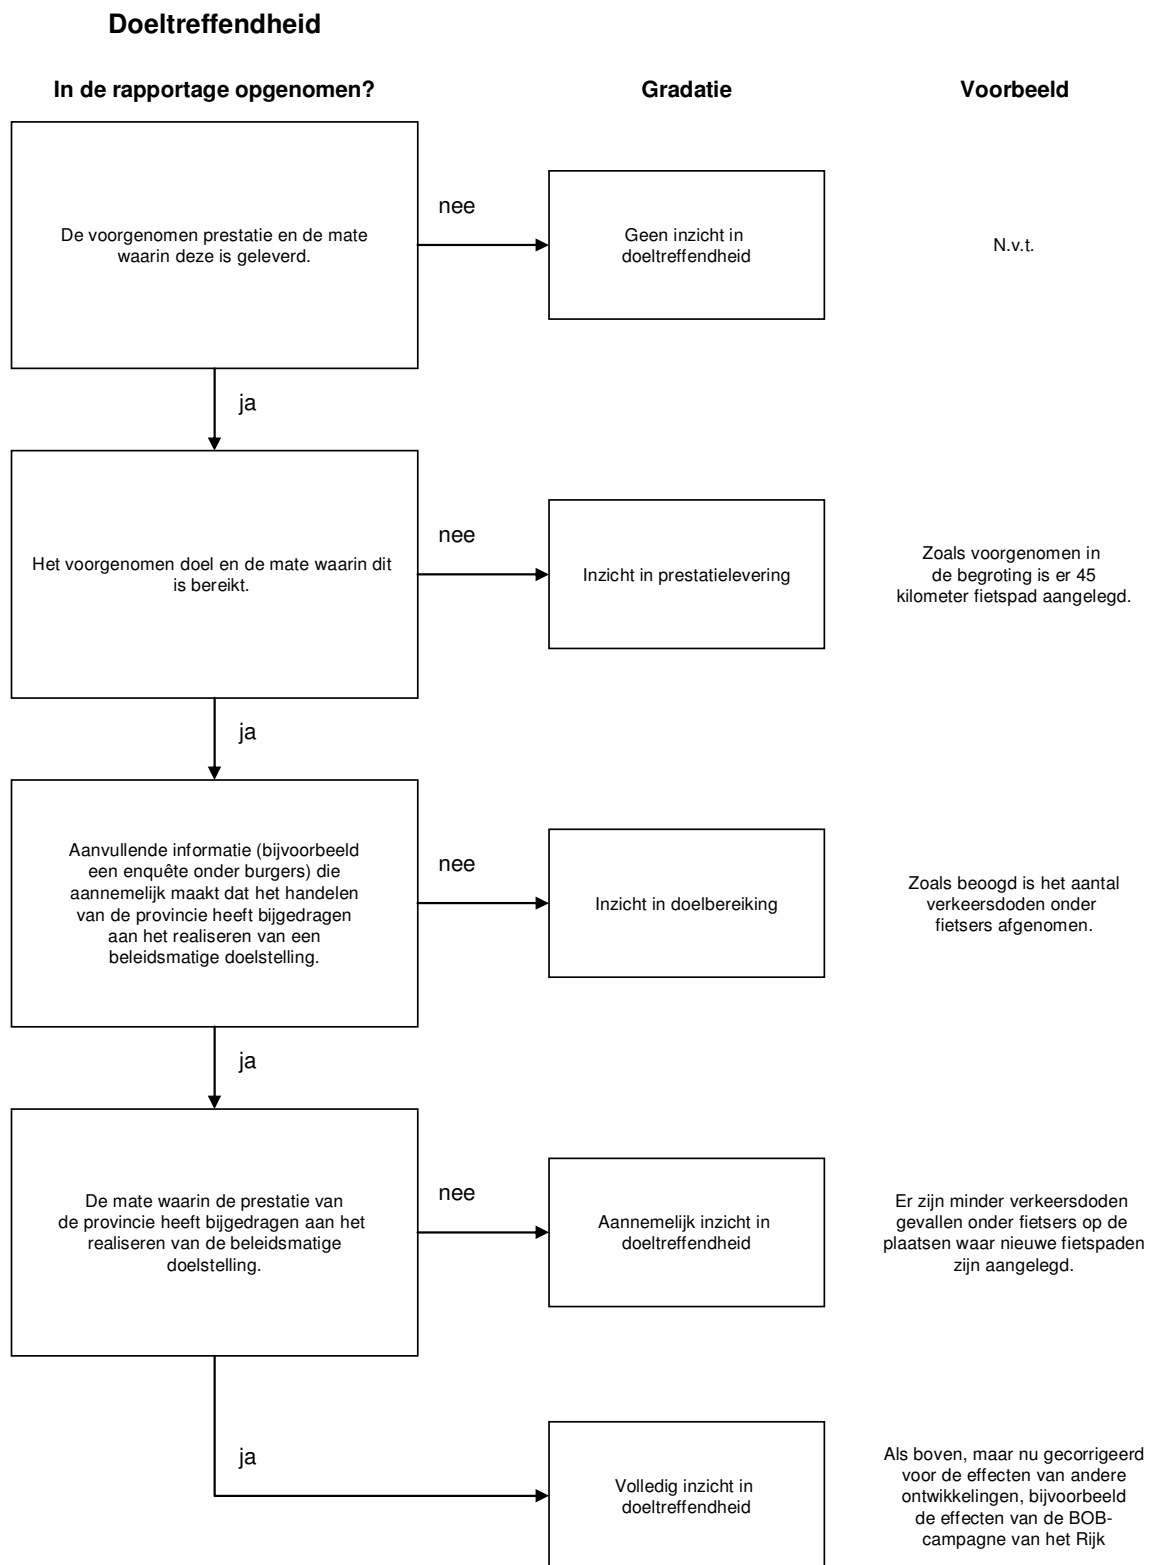 Doeltreffendheid
In de rapportage opgenomen?
Gradatie
Voorbeeld
De voorgenomen prestatie en de mate
waarin deze is geleverd.
nee
Geen inzicht in
doeltreffendheid
N.v.t.
ja
Het voorgenomen doel en de mate waarin dit
is bereikt.
nee
Inzicht in prestatielevering
Zoals voorgenomen in
de begroting is er 45
kilometer fietspad aangelegd.
ja
Aanvullende informatie (bijvoorbeeld
een enquête onder burgers) die
aannemelijk maakt dat het handelen
van de provincie heeft bijgedragen
aan het realiseren van een
beleidsmatige doelstelling.
nee
Inzicht in doelbereiking
Zoals beoogd is het aantal
verkeersdoden onder
fietsers afgenomen.
ja
De mate waarin de prestatie van
de provincie heeft bijgedragen aan het
realiseren van de beleidsmatige
doelstelling.
nee
Aannemelijk inzicht in
doeltreffendheid
Er zijn minder verkeersdoden
gevallen onder fietsers op de
plaatsen waar nieuwe fietspaden
zijn aangelegd.
ja
Volledig inzicht in
doeltreffendheid
Als boven, maar nu gecorrigeerd
voor de effecten van andere
ontwikkelingen, bijvoorbeeld
de effecten van de BOB-
campagne van het Rijk